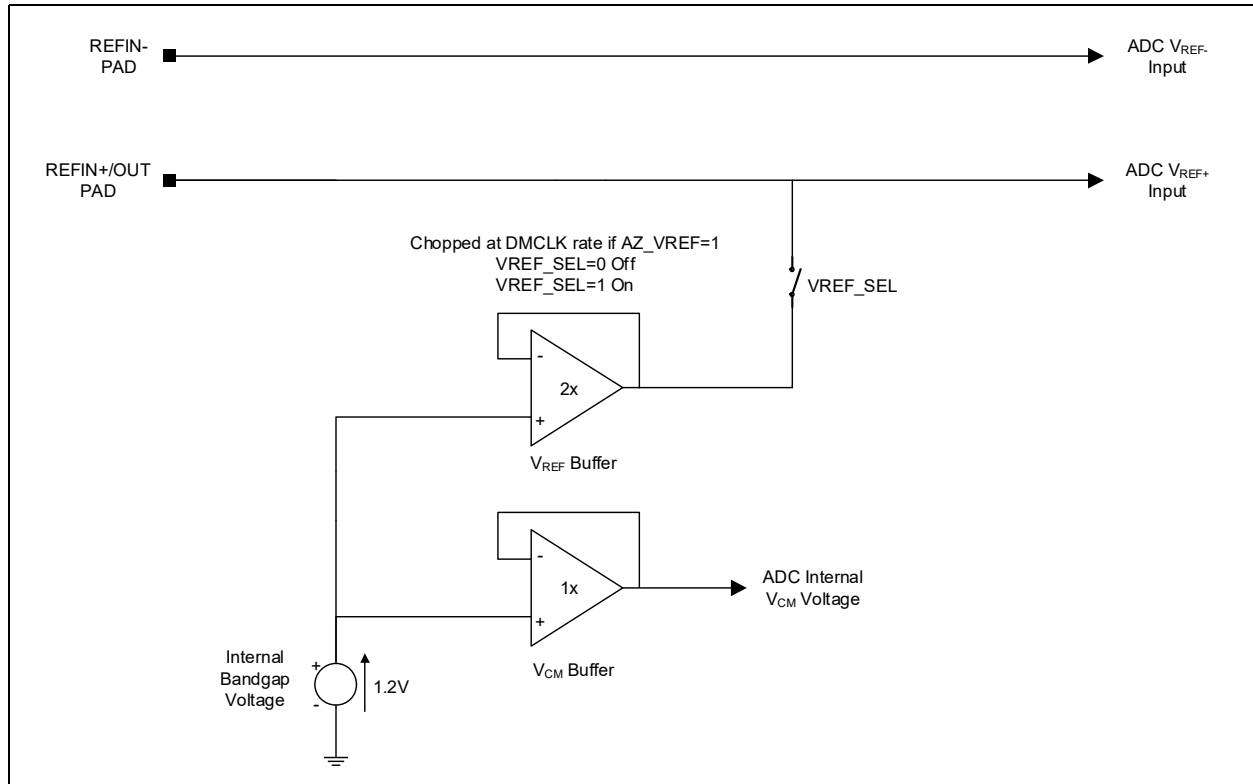 REFIN-
PAD
ADC VREF-
Input
REFIN+/OUT
PAD
ADC VREF+
Input
Chopped at DMCLK rate if AZ_VREF=1
VREF_SEL=0 Off
VREF_SEL=1 On
VREF_SEL
-
2x
+
VREF Buffer
-
1x
+
ADC Internal
VCM Voltage
VCM Buffer
Internal
Bandgap
Voltage
+
-
1.2V